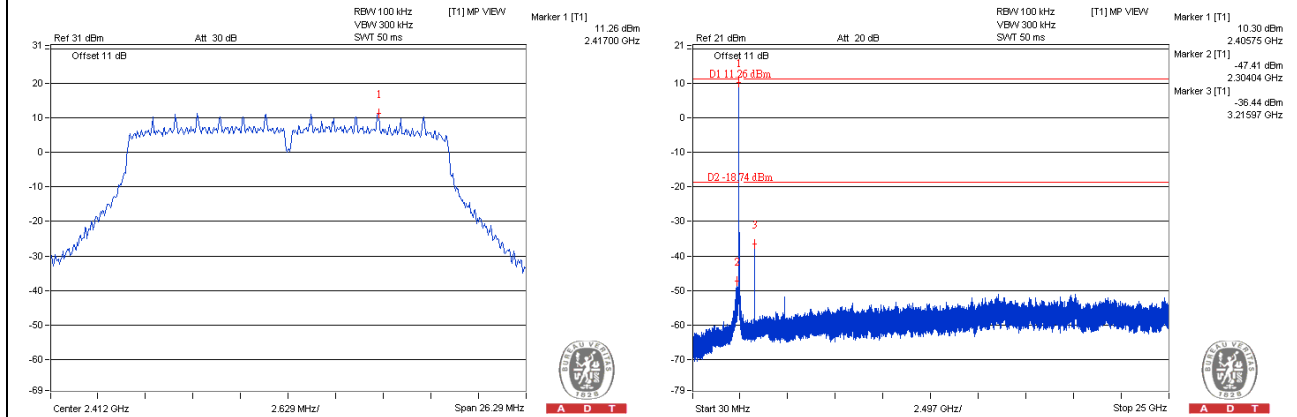 RBW 100 kHz [T1] MP VIEW
VBW 300 kHz
Ref 31 dBm Att 30 dB SWT 50 ms
Marker 1 [T1]
11.26 dBm
2.41700 GHz
31
Offset 11 dB
20
1
10
0
-10
-20
-30
-40
-50
-60
-69
Center 2.412 GHz 2.629 MHz/ Span 26.29 MHz
BUREAU VERITAS
1828
A D T
RBW 100 kHz [T1] MP VIEW
VBW 300 kHz
Ref 21 dBm Att 20 dB SWT 50 ms
Marker 1 [T1]
10.30 dBm
2.40575 GHz
Marker 2 [T1]
-47.41 dBm
2.30404 GHz
Marker 3 [T1]
-36.44 dBm
3.21597 GHz
21
Offset 11 dB
1
D1 11.26 dBm
10
0
-10
D2 -18.74 dBm
-20
-30
3
2
-40
-50
-60
-70
-79
Start 30 MHz 2.497 GHz/ Stop 25 GHz
BUREAU VERITAS
1828
A D T